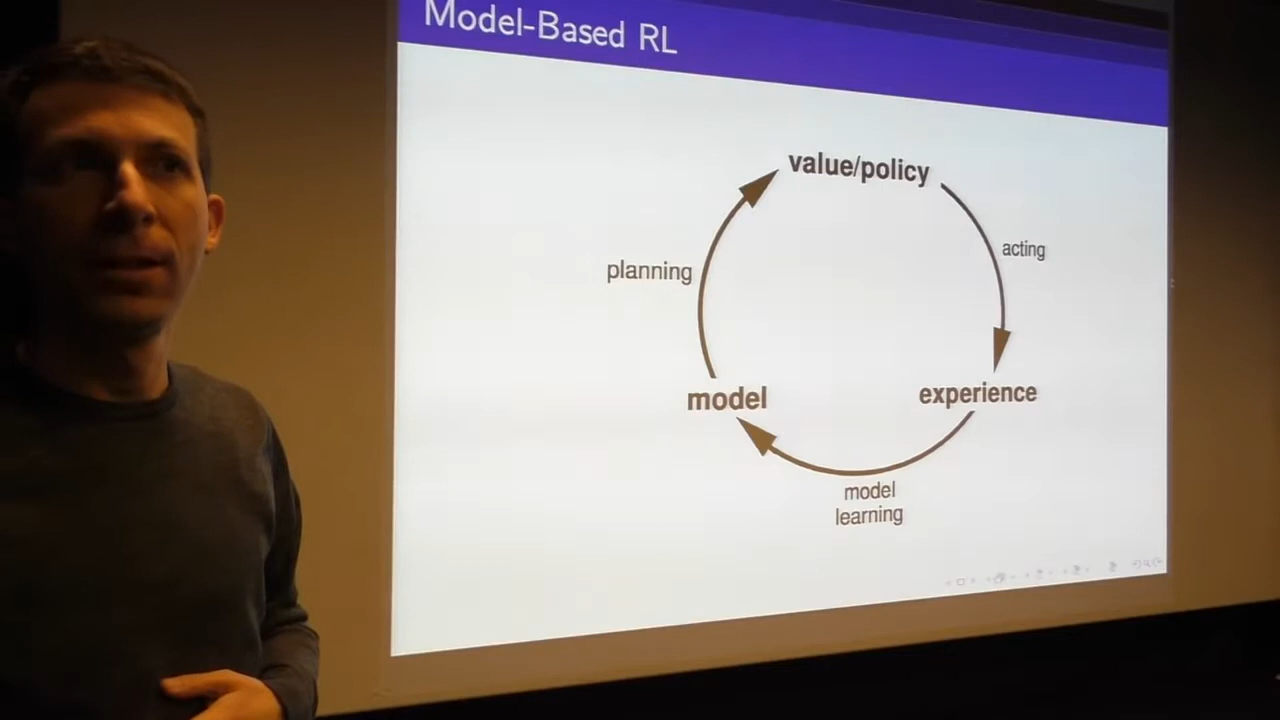 Model-Based RL
value/policy
acting
planning
model
experience
model
learning